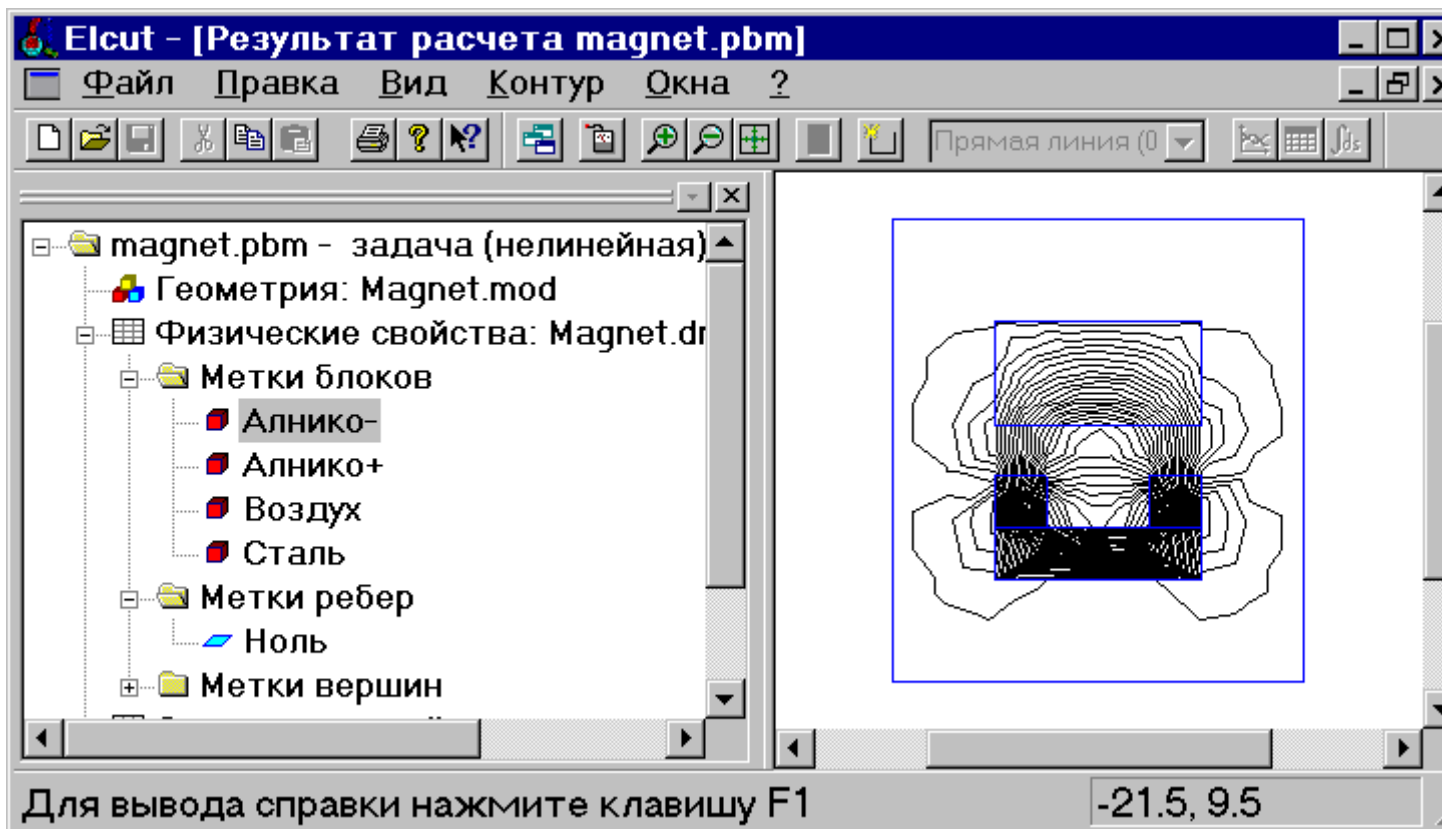 Elcut - [Результат расчета magnet.pbm]
Файл Правка Вид Контур Окна ?
Прямая линия (0
magnet.pbm - задача (нелинейная)
Геометрия: Magnet.mod
Физические свойства: Magnet.dr
Метки блоков
Алнико-
Алнико+
Воздух
Сталь
Метки ребер
Ноль
Метки вершин
Для вывода справки нажмите клавишу F1
-21.5, 9.5